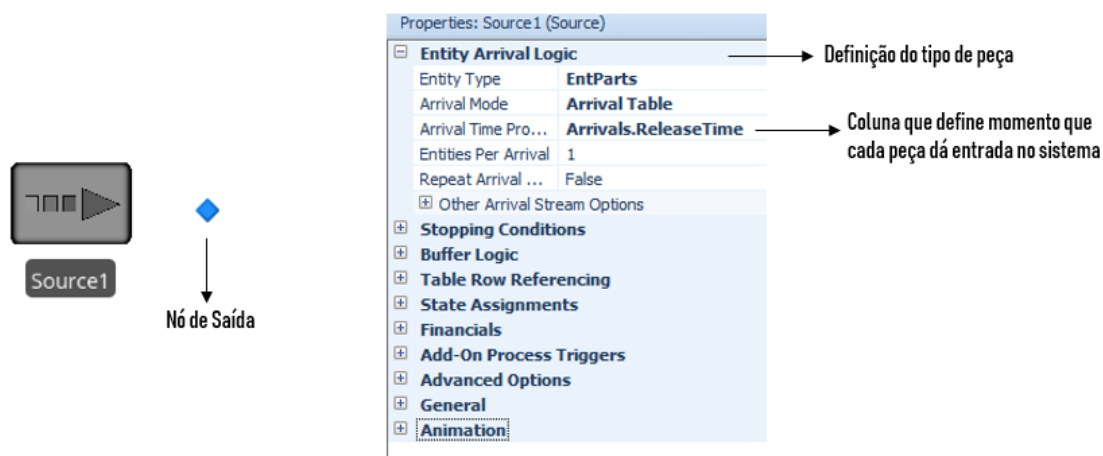 Source1
Nó de Saída
Properties: Source1 (Source)
Entity Arrival Logic
Entity Type EntParts
Arrival Mode Arrival Table
Arrival Time Pro... Arrivals.ReleaseTime
Entities Per Arrival 1
Repeat Arrival ... False
Other Arrival Stream Options
Stopping Conditions
Buffer Logic
Table Row Referencing
State Assignments
Financials
Add-On Process Triggers
Advanced Options
General
Animation
Definição do tipo de peça
Coluna que define momento que
cada peça dá entrada no sistema